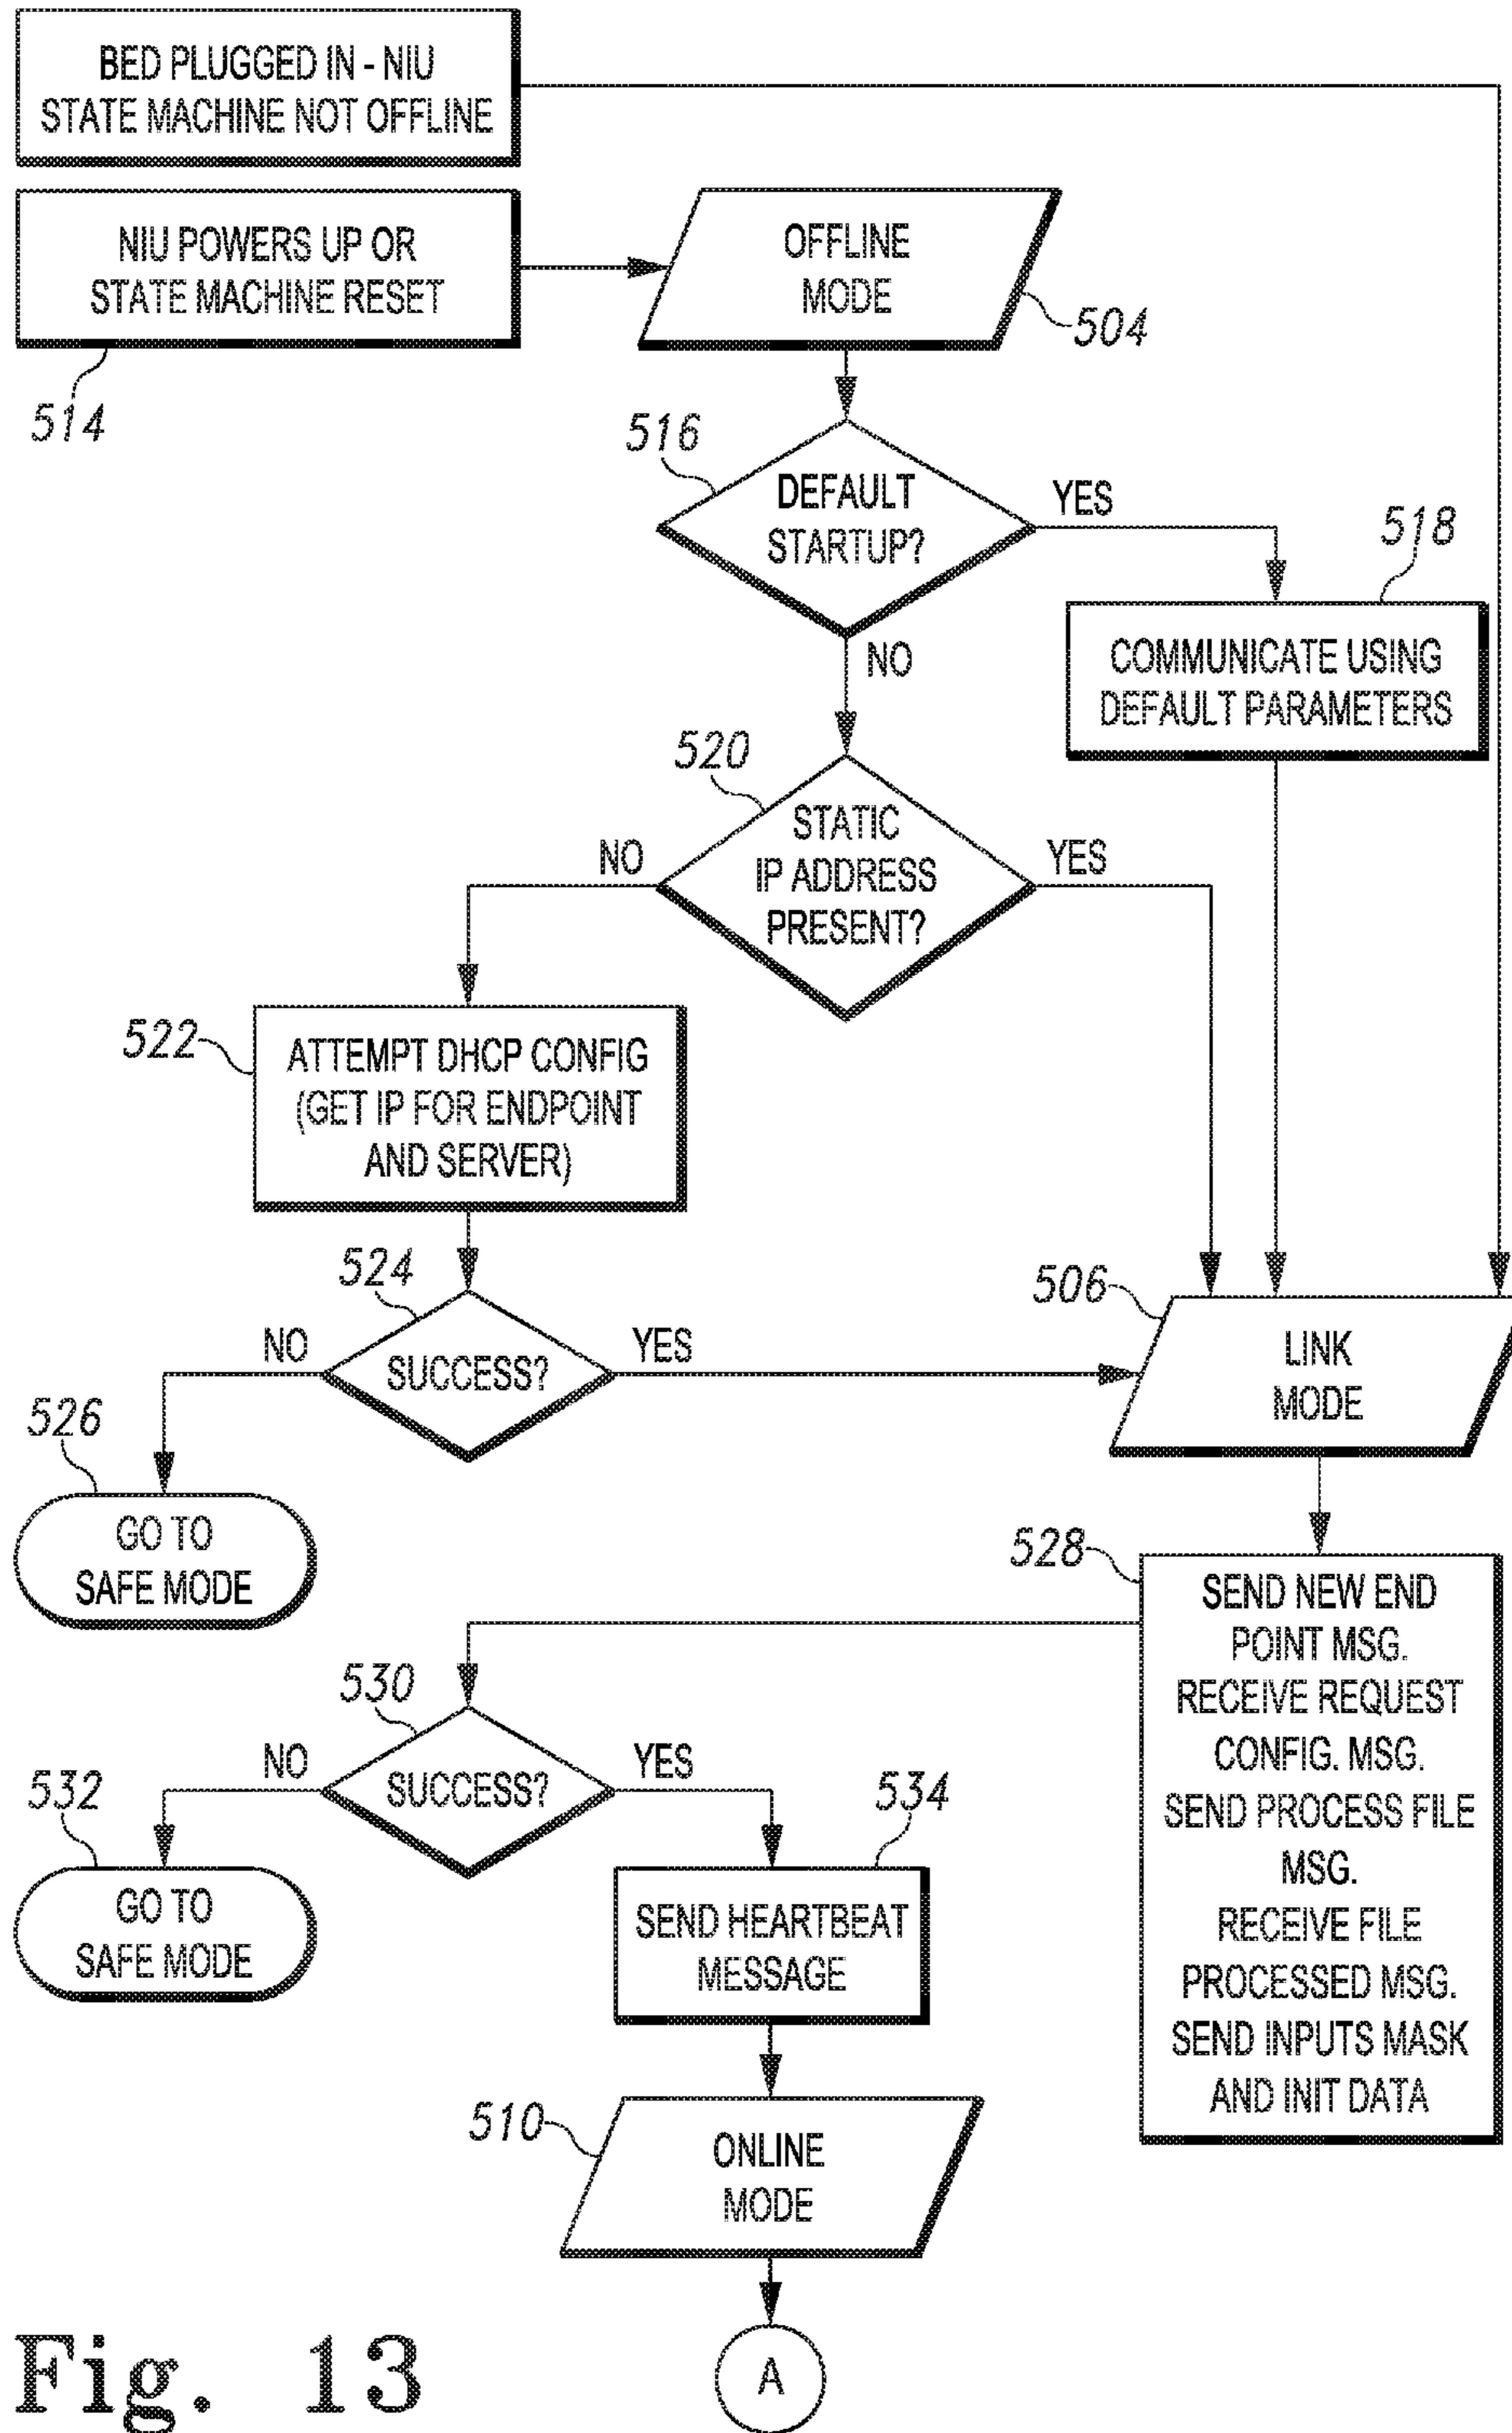 BED PLUGGED IN - NIU
STATE MACHINE NOT OFFLINE
NIU POWERS UP OR
STATE MACHINE RESET
514
OFFLINE
MODE
504
516
DEFAULT
STARTUP?
YES
NO
518
COMMUNICATE USING
DEFAULT PARAMETERS
520
STATIC
IP ADDRESS
PRESENT?
NO
YES
522
ATTEMPT DHCP CONFIG
(GET IP FOR ENDPOINT
AND SERVER)
524
SUCCESS?
NO
YES
506
LINK
MODE
526
GO TO
SAFE MODE
528
SEND NEW END
POINT MSG.
RECEIVE REQUEST
CONFIG. MSG.
SEND PROCESS FILE
MSG.
RECEIVE FILE
PROCESSED MSG.
SEND INPUTS MASK
AND INIT DATA
530
SUCCESS?
NO
YES
532
GO TO
SAFE MODE
534
SEND HEARTBEAT
MESSAGE
510
ONLINE
MODE
A
Fig. 13